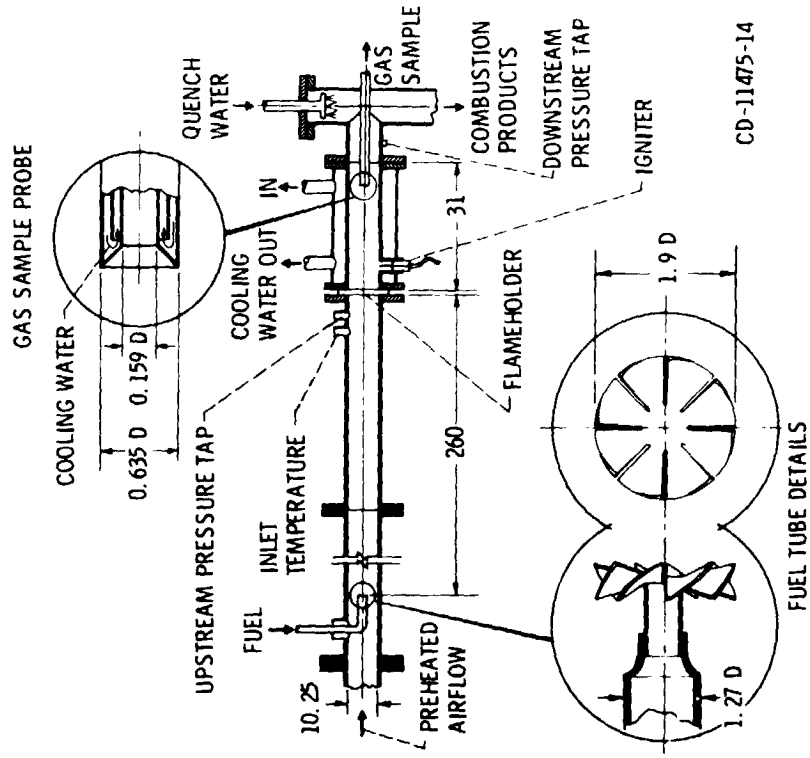 GAS SAMPLE PROBE
COOLING WATER
0.635 D
0.159 D
QUENCH
WATER
COOLING
WATER OUT
IN
GAS
SAMPLE
UPSTREAM PRESSURE TAP
INLET
TEMPERATURE
FUEL
31
COMBUSTION
PRODUCTS
DOWNSTREAM
PRESSURE TAP
10.25
260
PREHEATED
AIRFLOW
FLAMEHOLDER
IGNITER
1.27 D
1.9 D
FUEL TUBE DETAILS
CD-11475-14